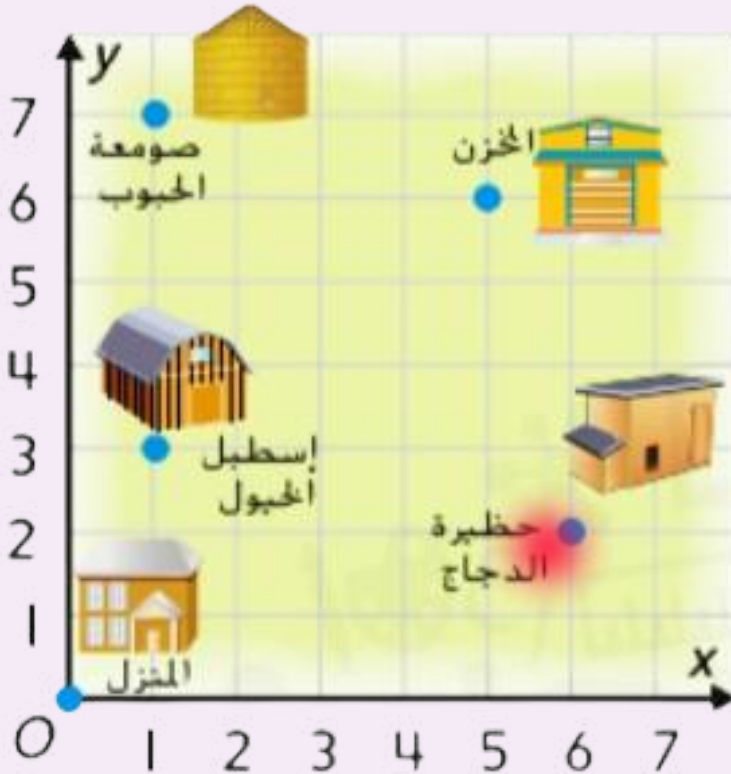 y
7
صومعة
الحبوب
المخزن
6
5
4
3
إسطبل
الخيول
2
حظيرة
الدجاج
1
المنزل
x
O 1 2 3 4 5 6 7